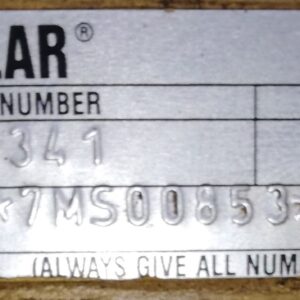 LAR®
NUMBER
341
*7MS00853*
(ALWAYS GIVE ALL NUM